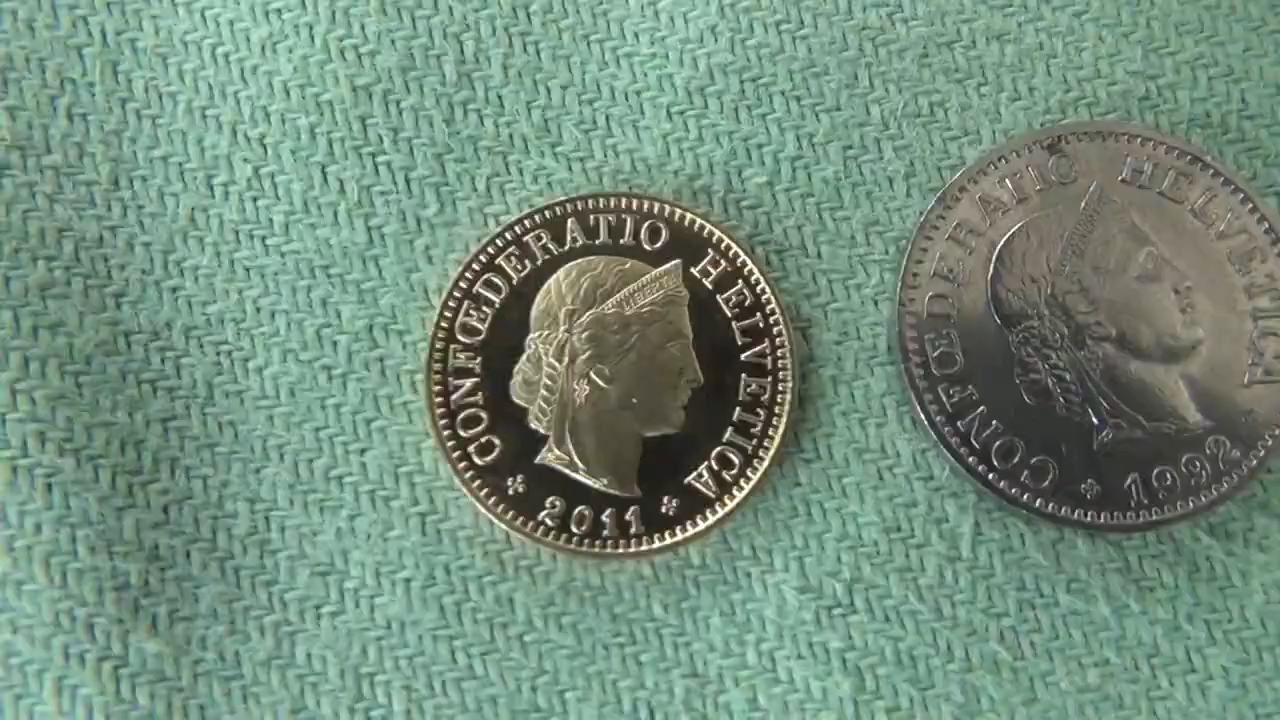 CONFŒDERATIO HELVETICA
LIBERTAS
* 2011 *
CONFŒDERATIO HELVETICA
* 1992